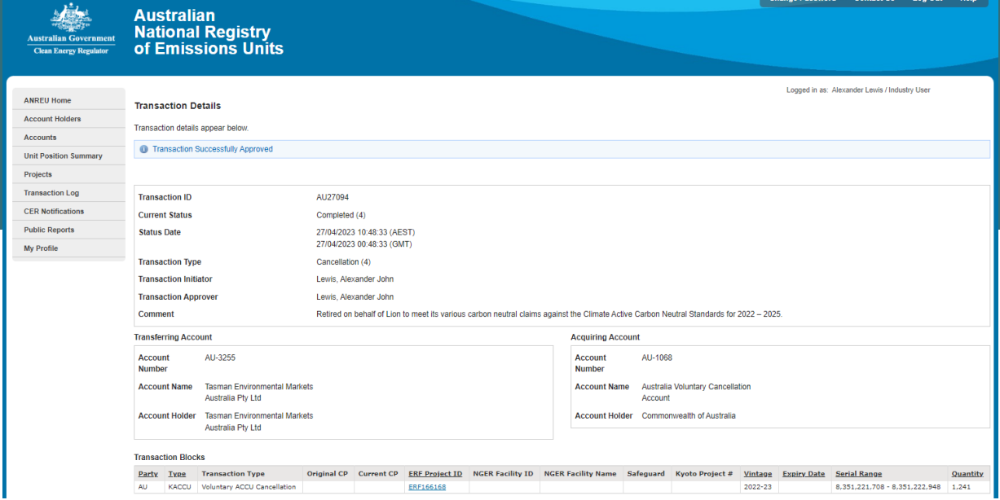 Change Password Contact Us Log Out Help
Australian Government
Clean Energy Regulator
Australian
National Registry
of Emissions Units
Logged in as: Alexander Lewis / Industry User
ANREU Home
Account Holders
Accounts
Unit Position Summary
Projects
Transaction Log
CER Notifications
Public Reports
My Profile
Transaction Details
Transaction details appear below.
Transaction Successfully Approved
Transaction ID AU27094
Current Status Completed (4)
Status Date 27/04/2023 10:48:33 (AEST)
27/04/2023 00:48:33 (GMT)
Transaction Type Cancellation (4)
Transaction Initiator Lewis, Alexander John
Transaction Approver Lewis, Alexander John
Comment Retired on behalf of Lion to meet its various carbon neutral claims against the Climate Active Carbon Neutral Standards for 2022 – 2025.
Transferring Account
Account AU-3255
Number
Account Name Tasman Environmental Markets
Australia Pty Ltd
Account Holder Tasman Environmental Markets
Australia Pty Ltd
Acquiring Account
Account AU-1068
Number
Account Name Australia Voluntary Cancellation
Account
Account Holder Commonwealth of Australia
Transaction Blocks
Party Type Transaction Type Original CP Current CP ERF Project ID NGER Facility ID NGER Facility Name Safeguard Kyoto Project # Vintage Expiry Date Serial Range Quantity
AU KACCU Voluntary ACCU Cancellation ERF166168 2022-23 8,351,221,708 - 8,351,222,948 1,241